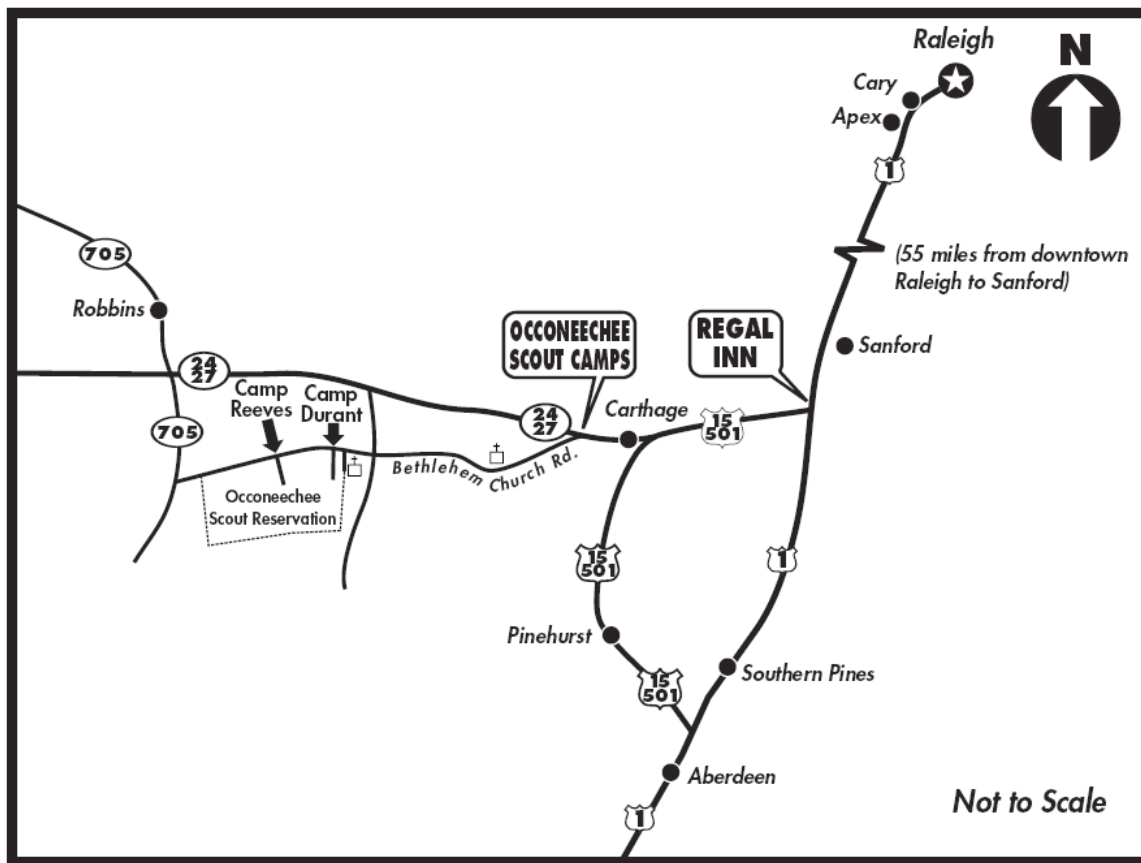 Raleigh
N
Cary
Apex
1
(55 miles from downtown
Raleigh to Sanford)
705
Robbins
OCCONEECHEE
SCOUT CAMPS
REGAL
INN
Sanford
24
27
Camp
Reeves
Camp
Durant
24
27
Carthage
15
501
705
Bethlehem Church Rd.
Occoneechee
Scout Reservation
15
501
1
Pinehurst
Southern Pines
15
501
Aberdeen
1
Not to Scale